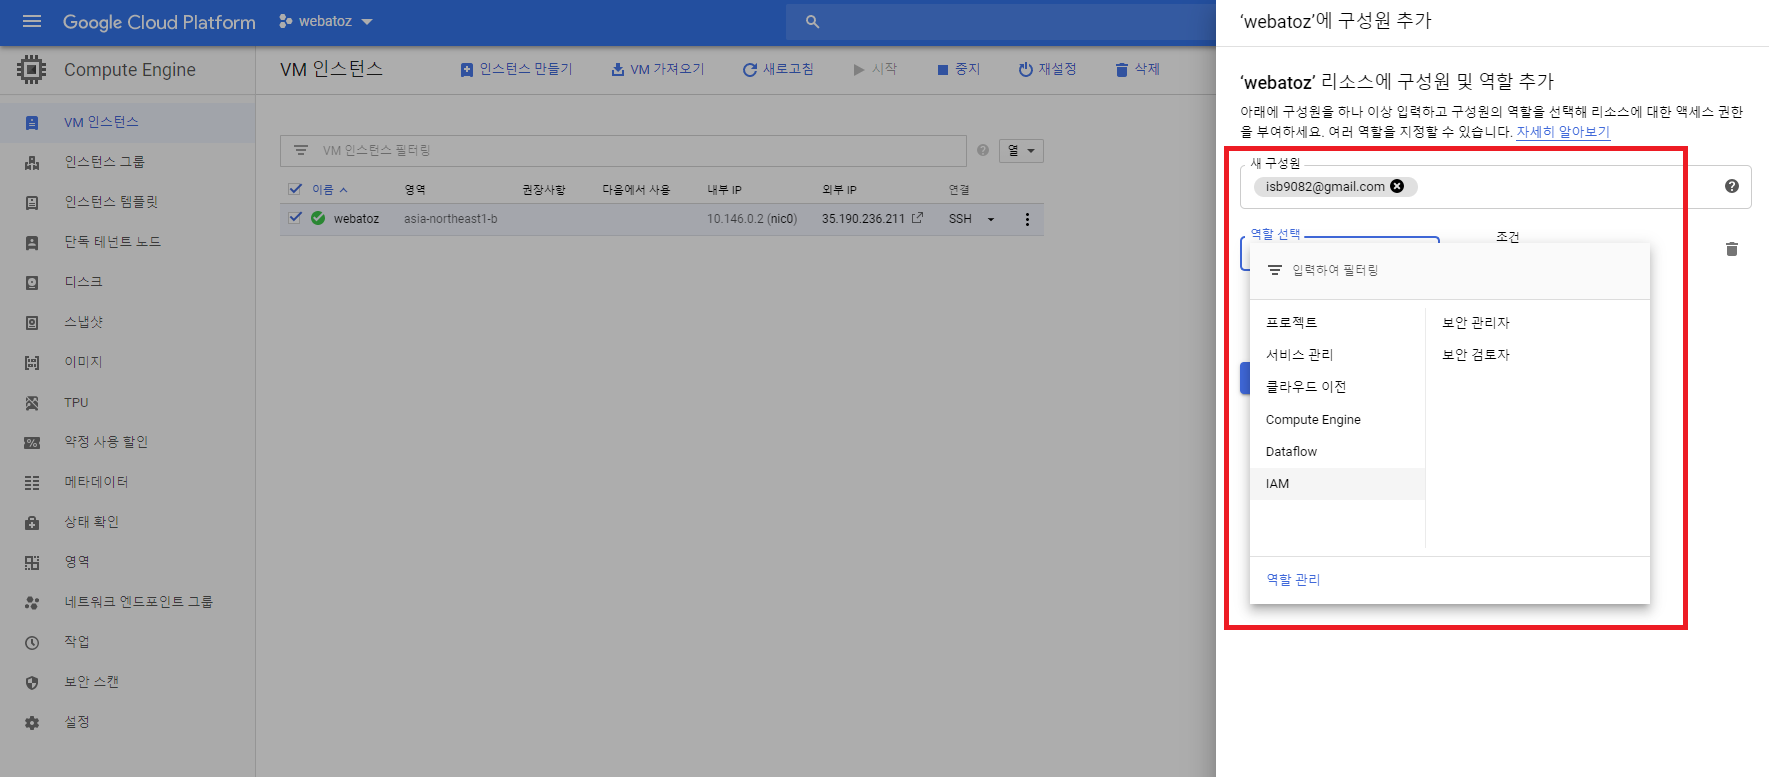 Google Cloud Platform
webatoz
Compute Engine
VM 인스턴스
인스턴스 그룹
인스턴스 템플릿
단독 테넌트 노드
디스크
스냅샷
이미지
TPU
약정 사용 할인
메타데이터
상태 확인
영역
네트워크 엔드포인트 그룹
작업
보안 스캔
설정
VM 인스턴스
인스턴스 만들기
VM 가져오기
새로고침
시작
중지
재설정
삭제
VM 인스턴스 필터링
열
이름 영역 권장사항 다음에서 사용 내부 IP 외부 IP 연결
webatoz asia-northeast1-b 10.146.0.2 (nic0) 35.190.236.211 SSH
‘webatoz’에 구성원 추가
‘webatoz’ 리소스에 구성원 및 역할 추가
아래에 구성원을 하나 이상 입력하고 구성원의 역할을 선택해 리소스에 대한 액세스 권한
을 부여하세요. 여러 역할을 지정할 수 있습니다. 자세히 알아보기
새 구성원
isb9082@gmail.com
역할 선택
조건
입력하여 필터링
프로젝트
서비스 관리
클라우드 이전
Compute Engine
Dataflow
IAM
보안 관리자
보안 검토자
역할 관리